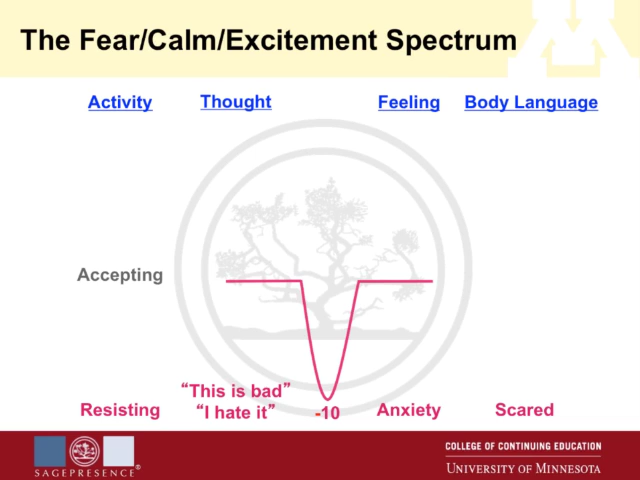 The Fear/Calm/Excitement Spectrum
Activity Thought Feeling Body Language
Accepting
Resisting “This is bad” “I hate it” -10 Anxiety Scared
SAGEPRESENCE®
COLLEGE OF CONTINUING EDUCATION
UNIVERSITY OF MINNESOTA